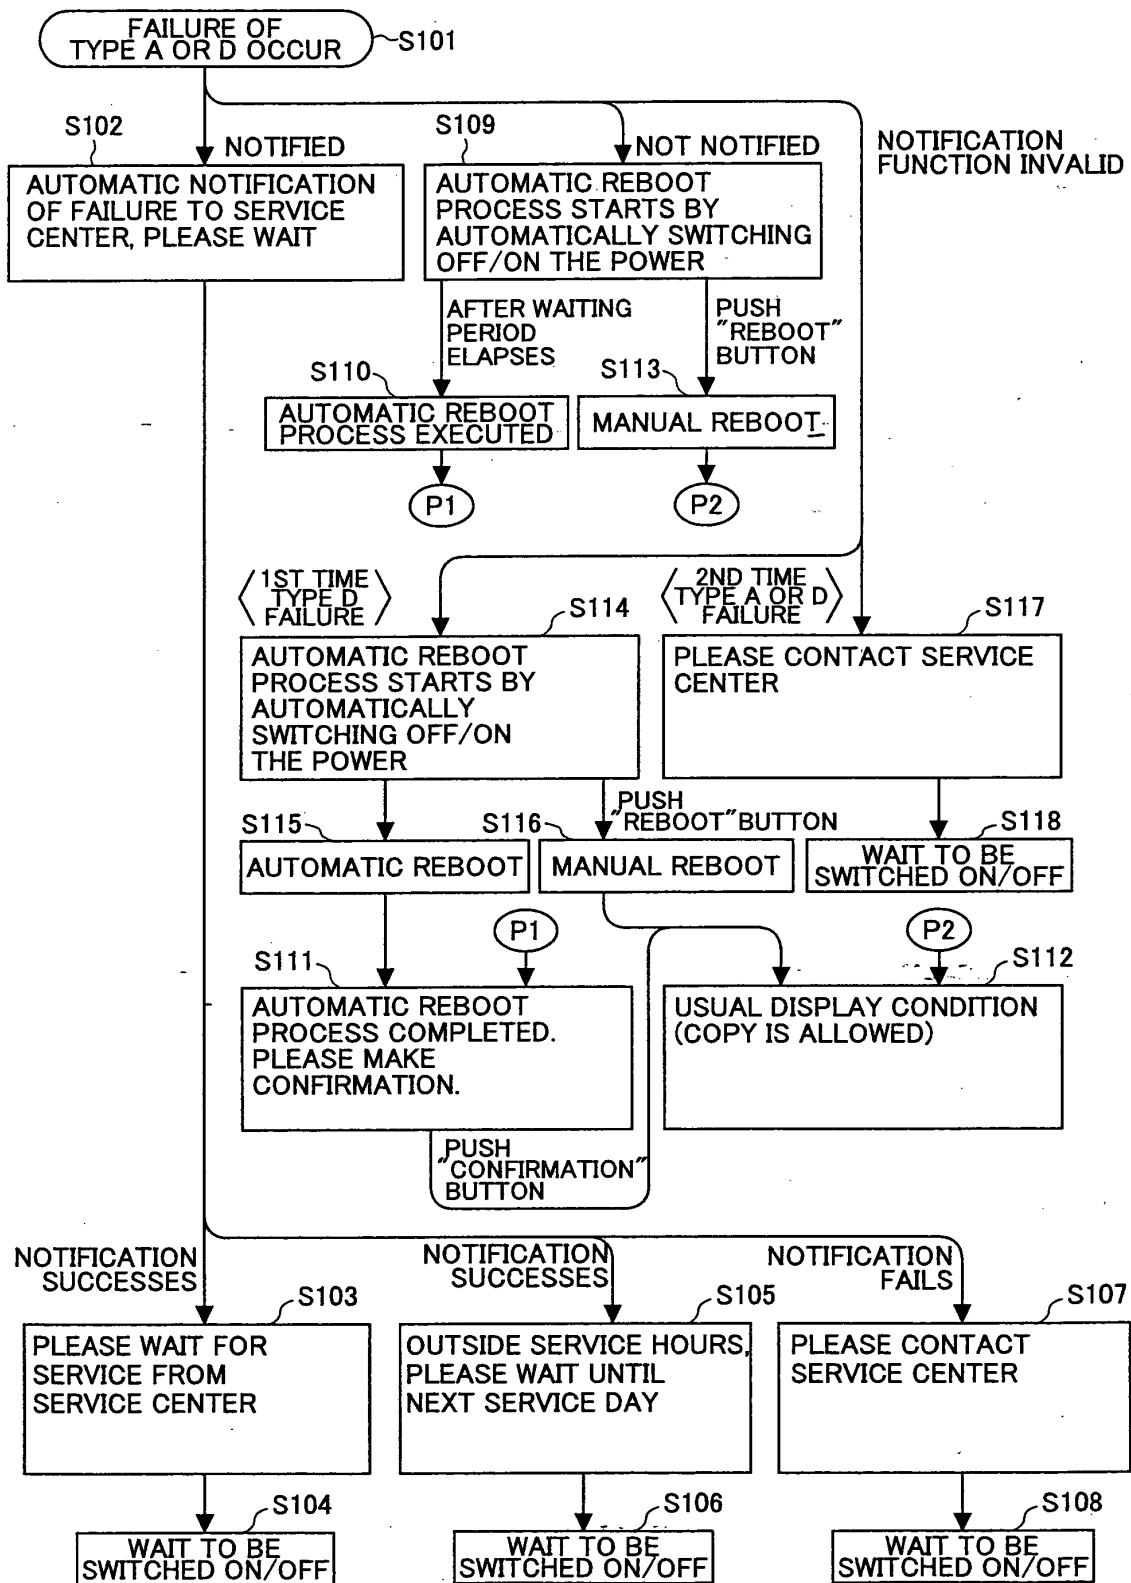 FAILURE OF
TYPE A OR D OCCUR
S101
S102
NOTIFIED
S109
NOT NOTIFIED
NOTIFICATION
FUNCTION INVALID
AUTOMATIC NOTIFICATION
OF FAILURE TO SERVICE
CENTER, PLEASE WAIT
AUTOMATIC REBOOT
PROCESS STARTS BY
AUTOMATICALLY SWITCHING
OFF/ON THE POWER
AFTER WAITING
PERIOD
ELAPSES
PUSH
"REBOOT"
BUTTON
S110
S113
AUTOMATIC REBOOT
PROCESS EXECUTED
MANUAL REBOOT
P1
P2
1ST TIME
TYPE D
FAILURE
S114
2ND TIME
TYPE A OR D
FAILURE
S117
AUTOMATIC REBOOT
PROCESS STARTS BY
AUTOMATICALLY
SWITCHING OFF/ON
THE POWER
PLEASE CONTACT SERVICE
CENTER
S115
S116
PUSH
"REBOOT" BUTTON
S118
AUTOMATIC REBOOT
MANUAL REBOOT
WAIT TO BE
SWITCHED ON/OFF
P1
P2
S111
S112
AUTOMATIC REBOOT
PROCESS COMPLETED.
PLEASE MAKE
CONFIRMATION.
USUAL DISPLAY CONDITION
(COPY IS ALLOWED)
PUSH
"CONFIRMATION"
BUTTON
NOTIFICATION
SUCCESSES
NOTIFICATION
SUCCESSES
NOTIFICATION
FAILS
S103
S105
S107
PLEASE WAIT FOR
SERVICE FROM
SERVICE CENTER
OUTSIDE SERVICE HOURS,
PLEASE WAIT UNTIL
NEXT SERVICE DAY
PLEASE CONTACT
SERVICE CENTER
S104
S106
S108
WAIT TO BE
SWITCHED ON/OFF
WAIT TO BE
SWITCHED ON/OFF
WAIT TO BE
SWITCHED ON/OFF